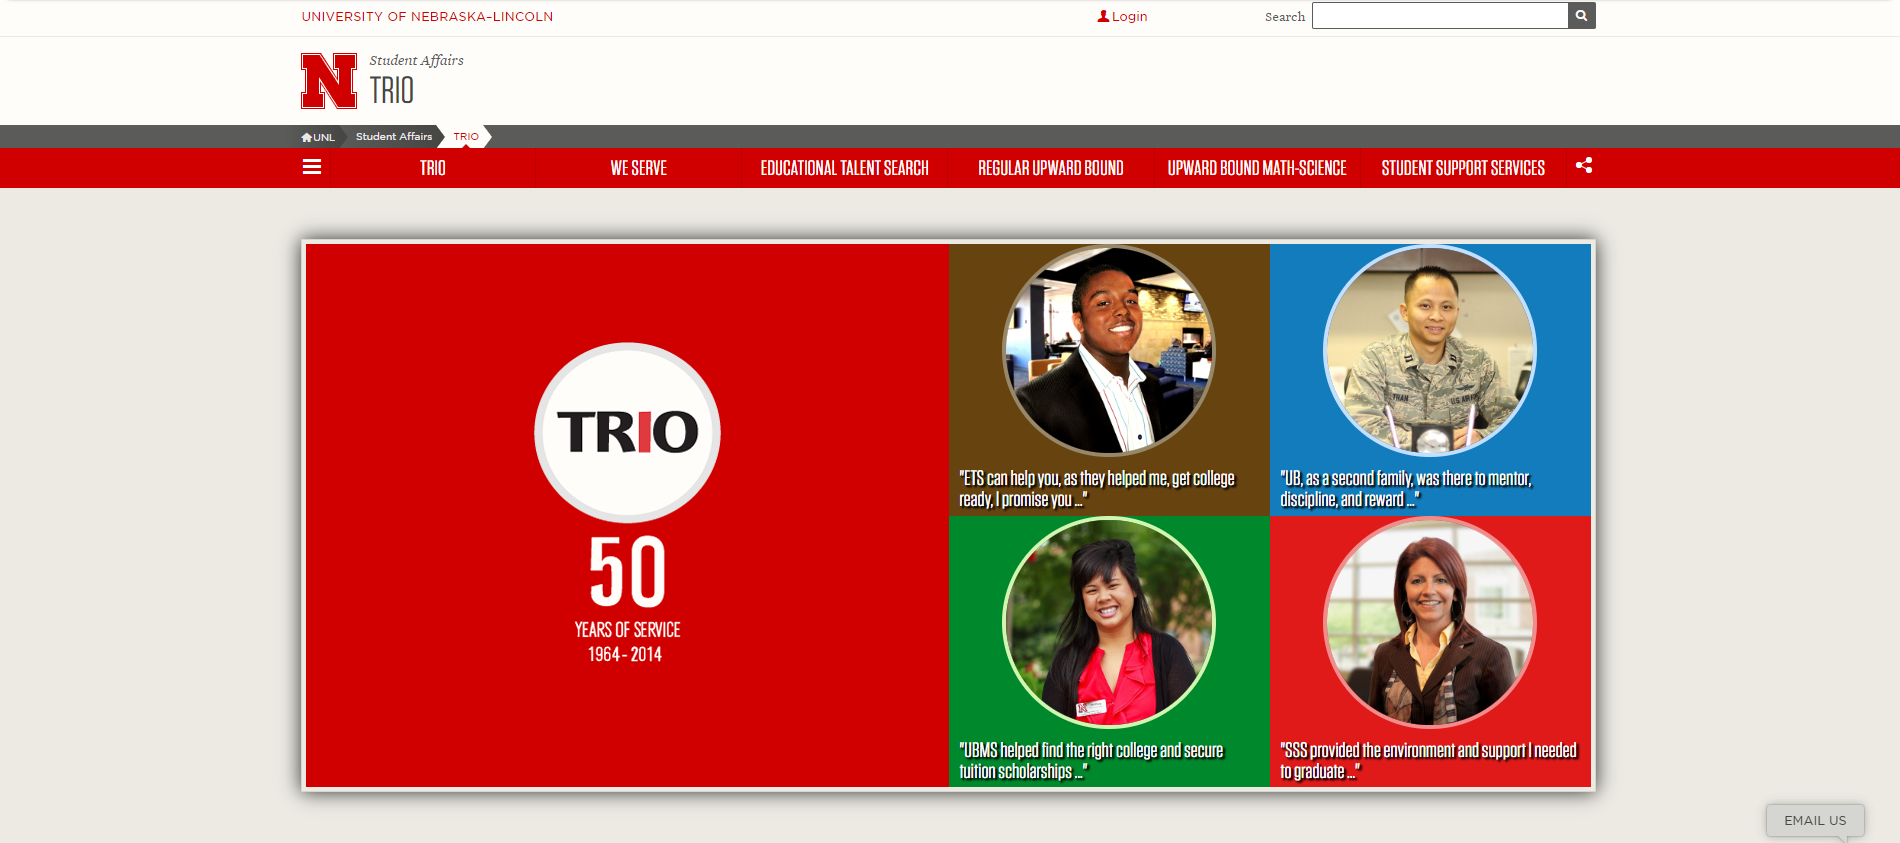 UNIVERSITY OF NEBRASKA–LINCOLN
Login
Search
N
Student Affairs
TRIO
UNL
Student Affairs
TRIO
TRIO
WE SERVE
EDUCATIONAL TALENT SEARCH
REGULAR UPWARD BOUND
UPWARD BOUND MATH-SCIENCE
STUDENT SUPPORT SERVICES
TRIO
50
YEARS OF SERVICE
1964 - 2014
"ETS can help you, as they helped me, get college
ready, I promise you ..."
TRAN
U.S. AIR
"UB, as a second family, was there to mentor,
discipline, and reward ..."
N
"UBMS helped find the right college and secure
tuition scholarships ..."
"SSS provided the environment and support I needed
to graduate ..."
EMAIL US